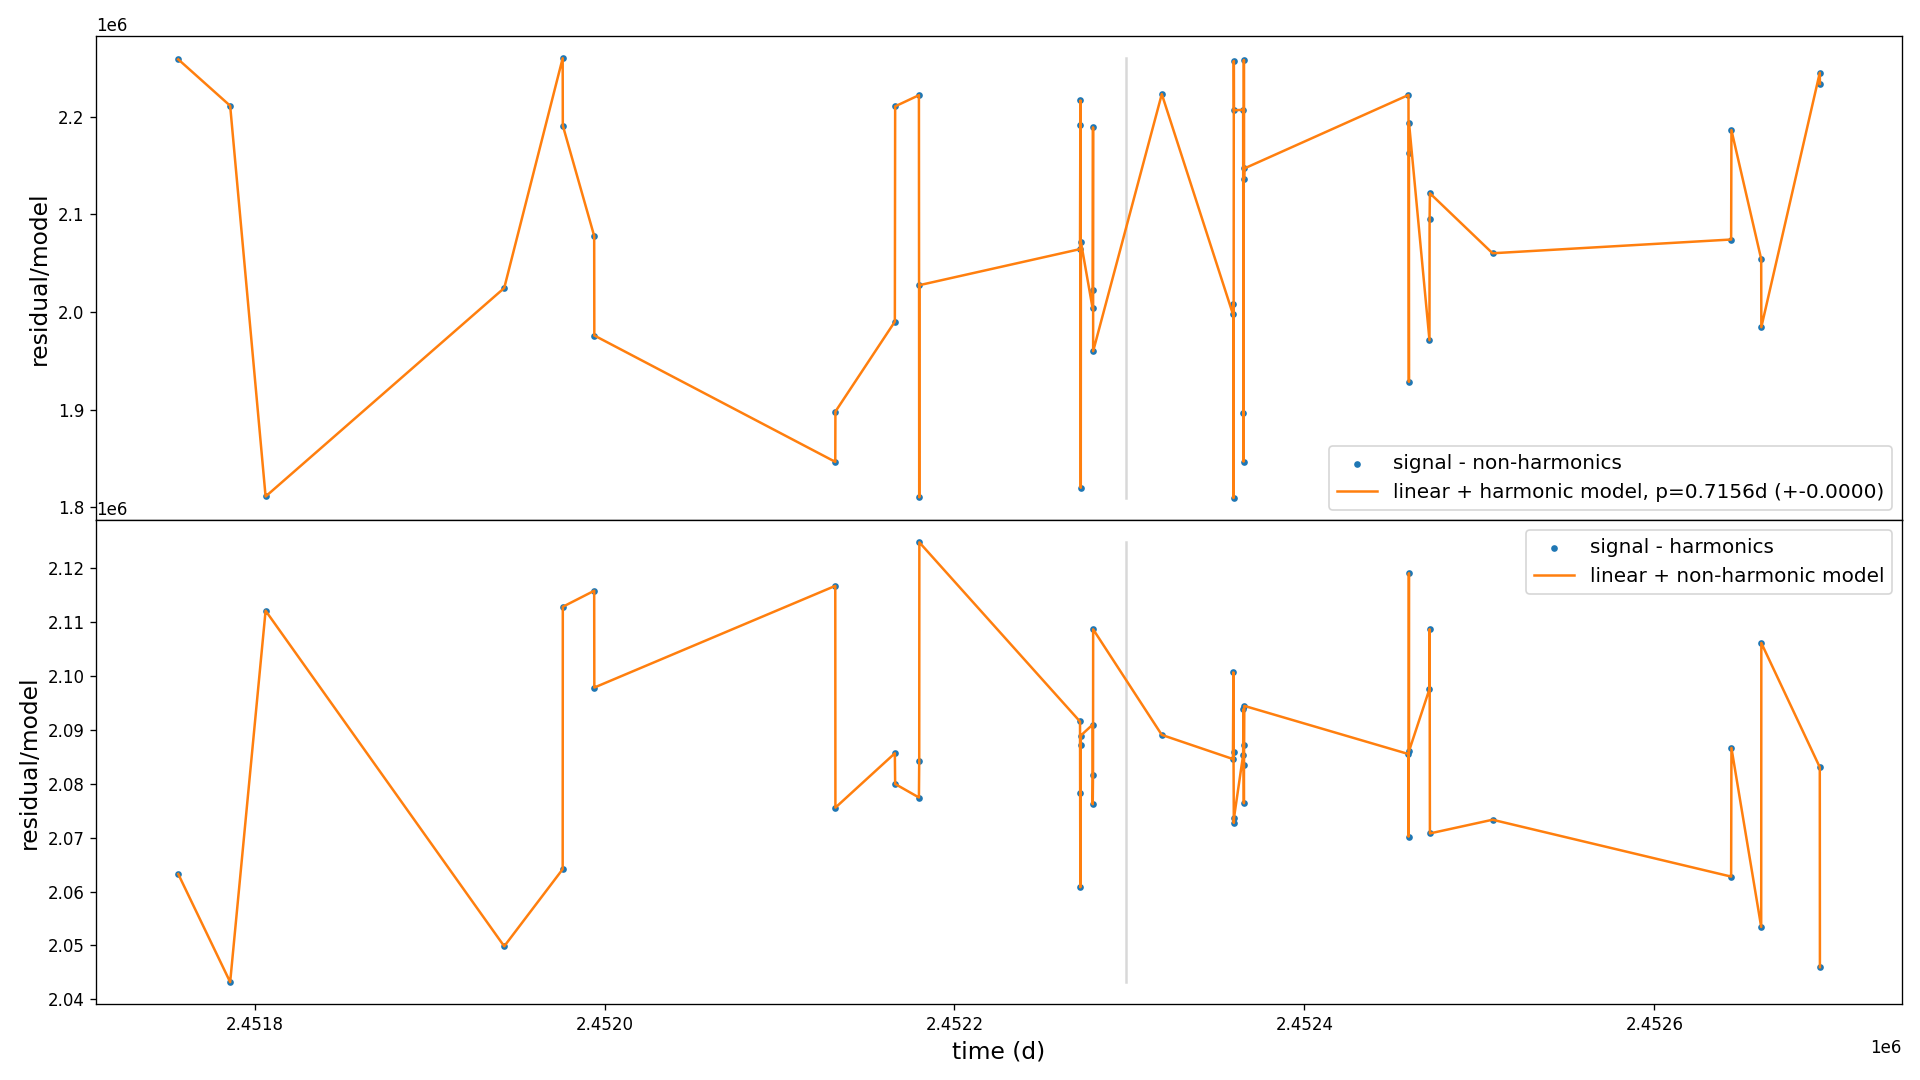 1e6
residual/model
2.2
2.1
2.0
1.9
1.8
signal - non-harmonics
linear + harmonic model, p=0.7156d (+-0.0000)
1e6
residual/model
2.12
2.11
2.10
2.09
2.08
2.07
2.06
2.05
2.04
signal - harmonics
linear + non-harmonic model
2.4518
2.4520
2.4522
2.4524
2.4526
time (d)
1e6